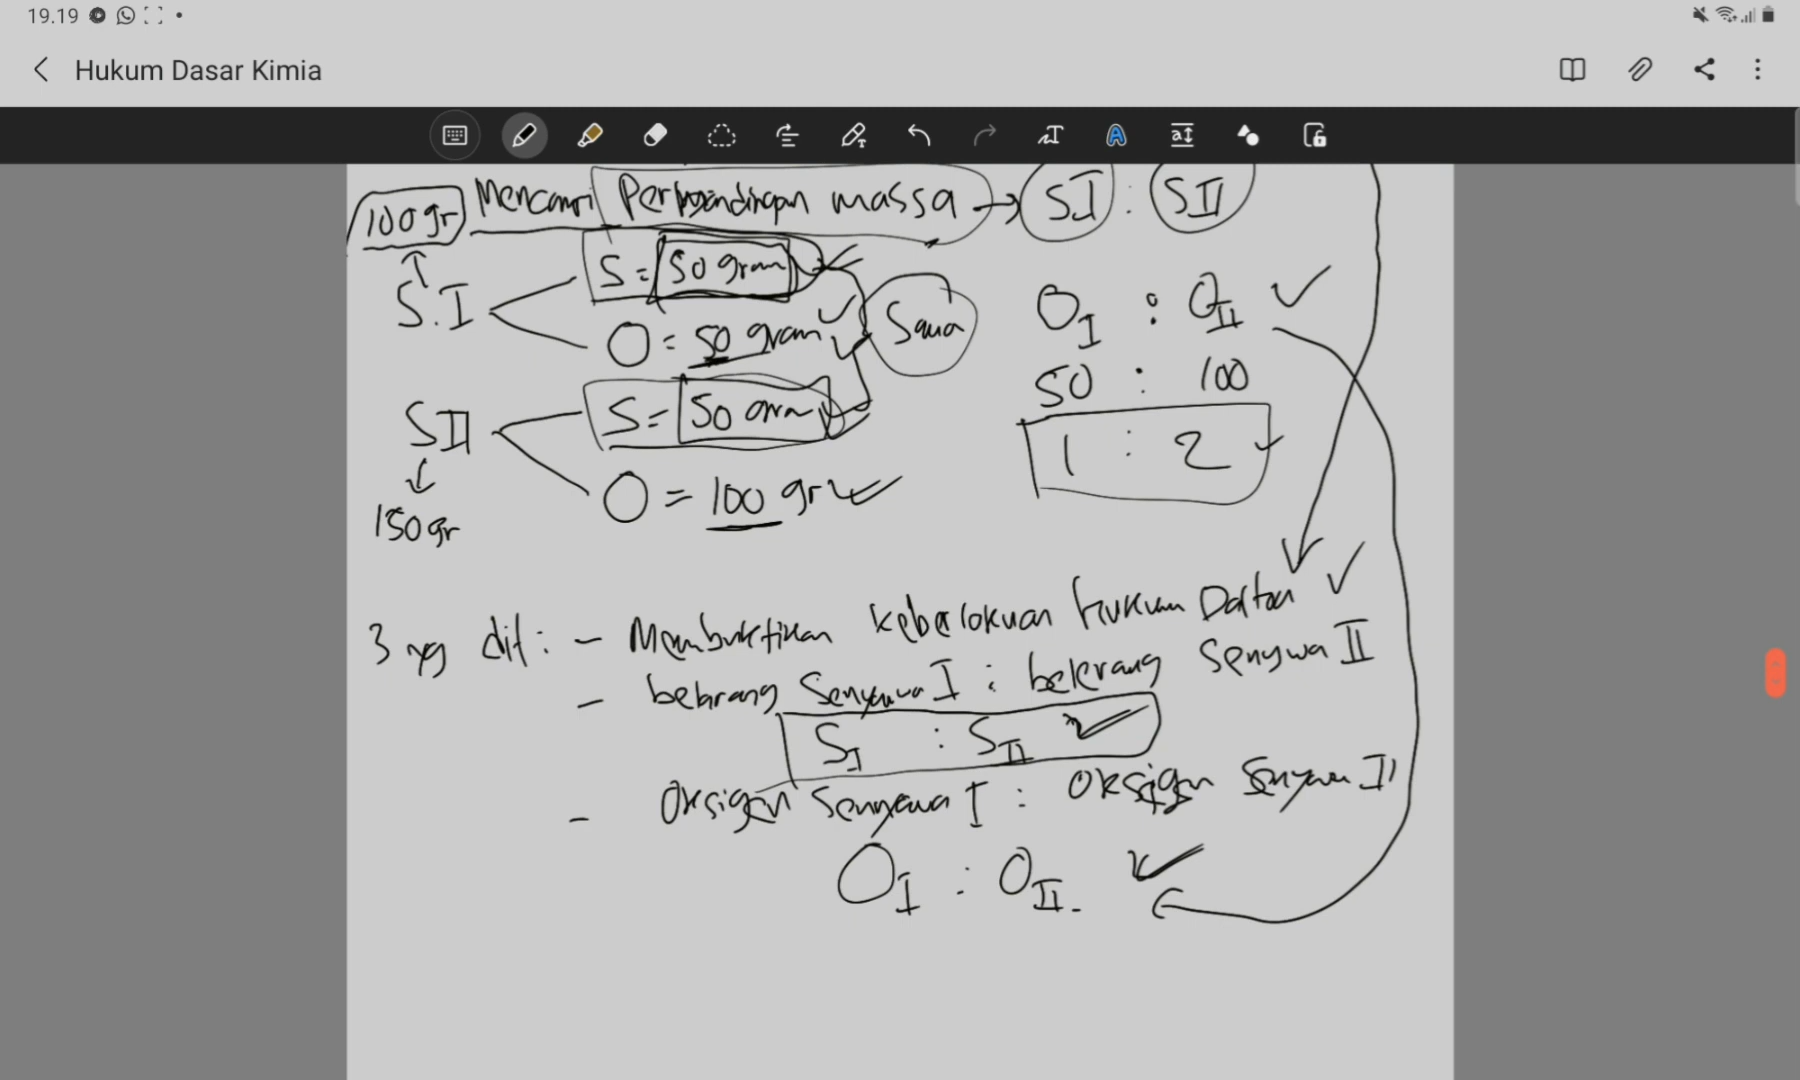 19.19
Hukum Dasar Kimia
100 gr Mencari Perbandingan massa → SI : SII
S.I S = 50 gram
O = 50 gram
Sama
SII S = 50 gram
O = 100 gr
150 gr
OI : OII
50 : 100
1 : 2
3 yg dit : - Membuktikan keberlakuan Hukum Dalton
- belerang Senyawa I : belerang Senyawa II
SI : SII
- Oksigen Senyawa I : Oksigen Senyawa II
OI : OII